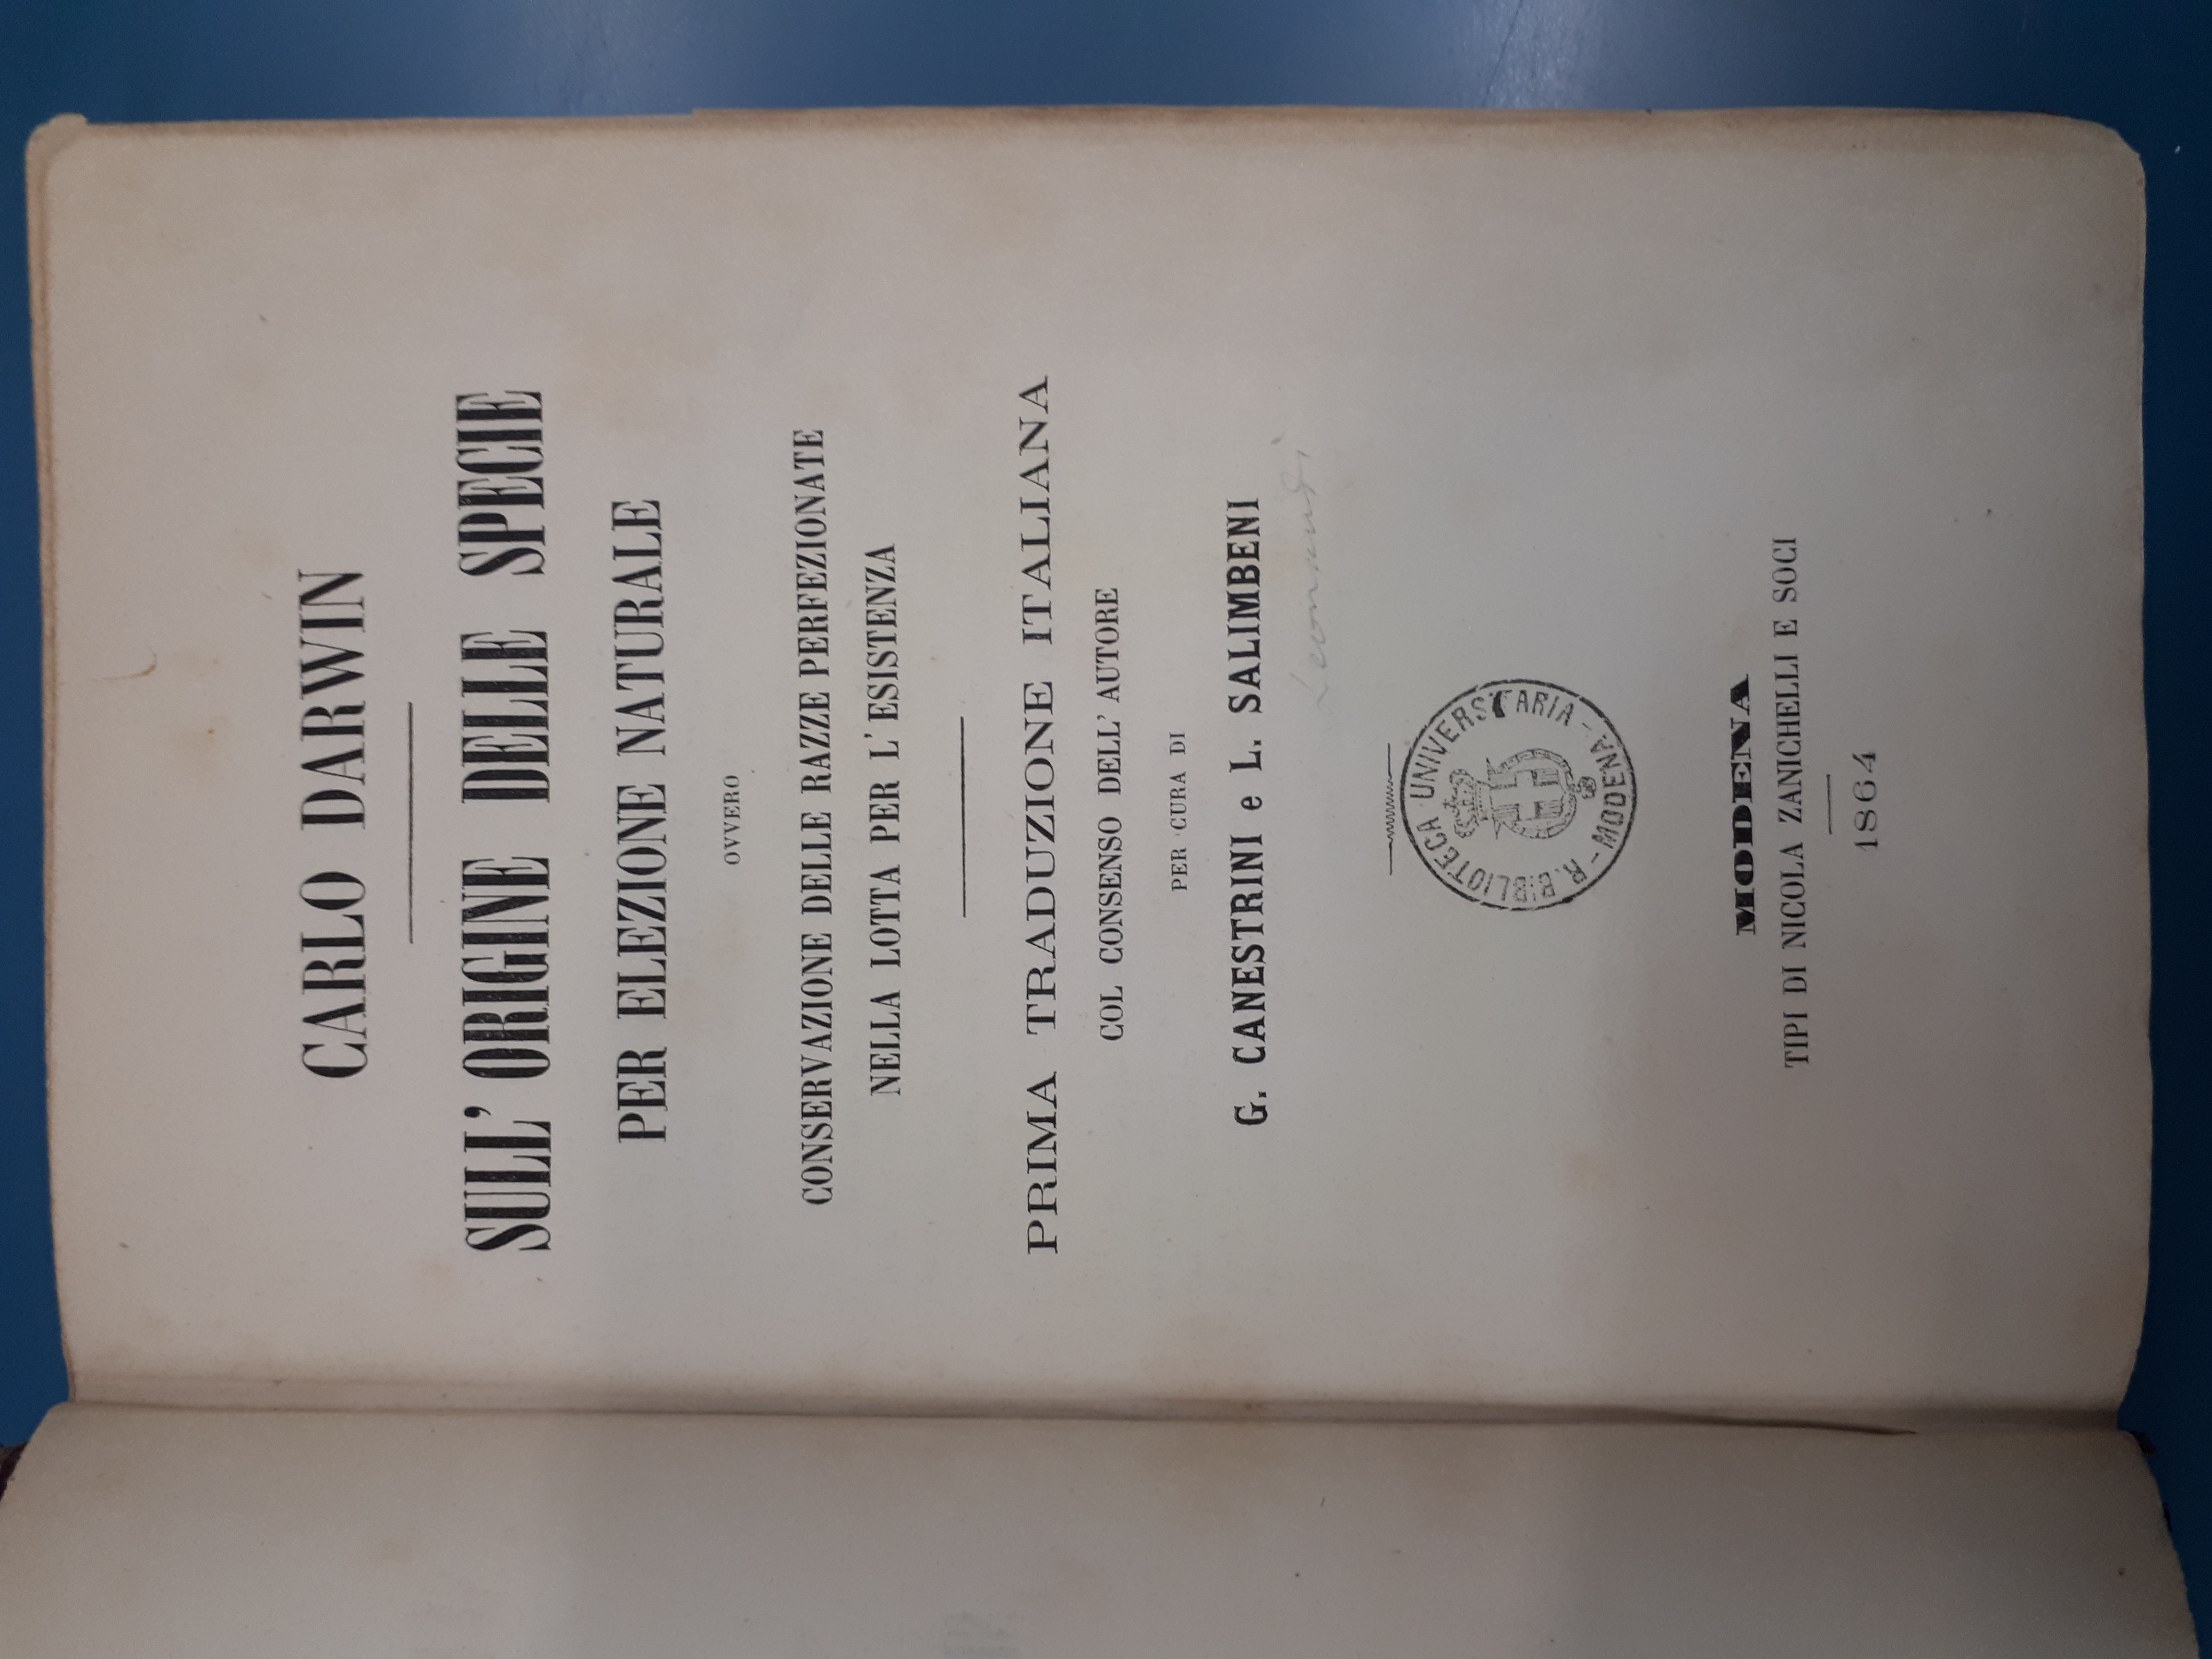 CARLO DARWIN
SULL' ORIGINE DELLE SPECIE
PER ELEZIONE NATURALE
OVVERO
CONSERVAZIONE DELLE RAZZE PERFEZIONATE
NELLA LOTTA PER L' ESISTENZA
PRIMA TRADUZIONE ITALIANA
COL CONSENSO DELL' AUTORE
PER CURA DI
G. CANESTRINI e L. SALIMBENI
R. BIBLIOTECA UNIVERSITARIA - MODENA -
MODENA
TIPI DI NICOLA ZANICHELLI E SOCI
1864